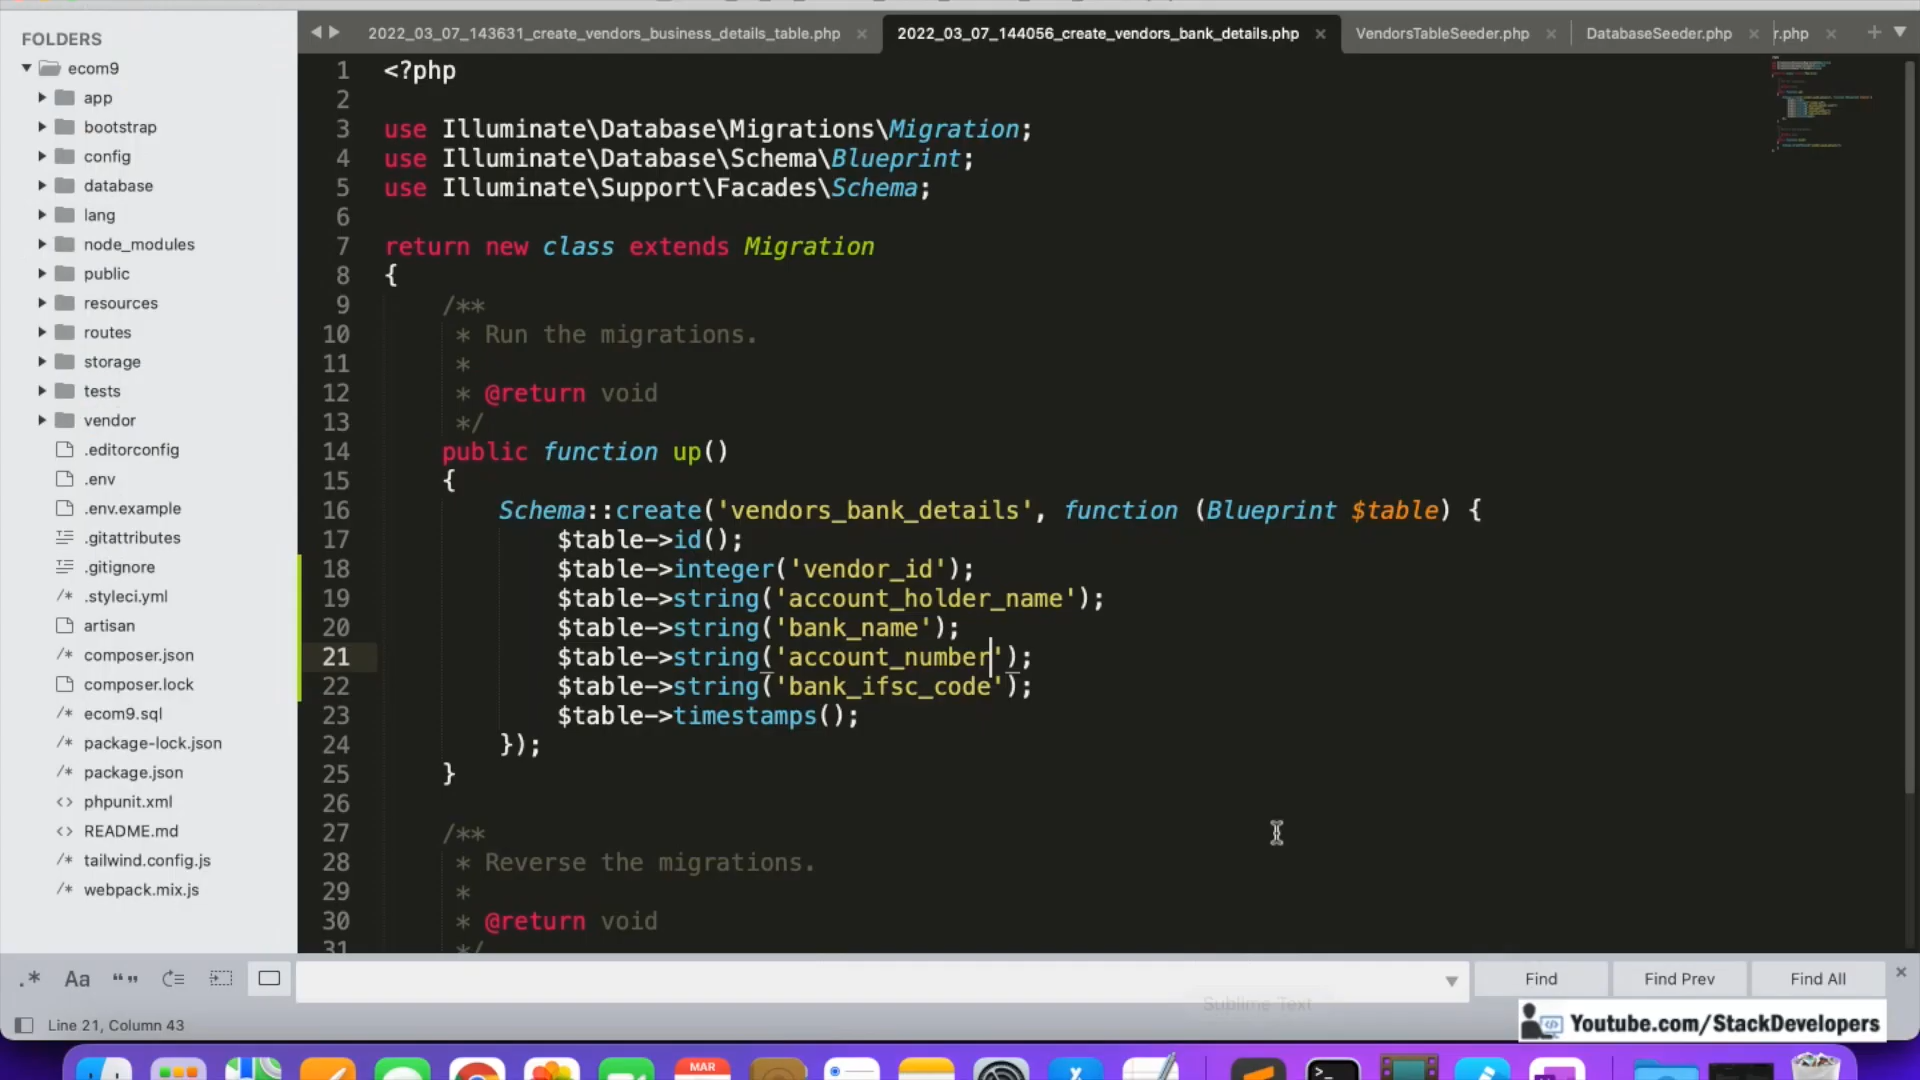 FOLDERS
ecom9
app
bootstrap
config
database
lang
node_modules
public
resources
routes
storage
tests
vendor
.editorconfig
.env
.env.example
.gitattributes
.gitignore
/* .styleci.yml
artisan
/* composer.json
composer.lock
<> ecom9.sql
/* package-lock.json
/* package.json
<> phpunit.xml
<> README.md
/* tailwind.config.js
/* webpack.mix.js
2022_03_07_143631_create_vendors_business_details_table.php ×
2022_03_07_144056_create_vendors_bank_details.php ×
VendorsTableSeeder.php ×
DatabaseSeeder.php ×
r.php ×
1 <?php
2
3 use Illuminate\Database\Migrations\Migration;
4 use Illuminate\Database\Schema\Blueprint;
5 use Illuminate\Support\Facades\Schema;
6
7 return new class extends Migration
8 {
9 /**
10 * Run the migrations.
11 *
12 * @return void
13 */
14 public function up()
15 {
16 Schema::create('vendors_bank_details', function (Blueprint $table) {
17 $table->id();
18 $table->integer('vendor_id');
19 $table->string('account_holder_name');
20 $table->string('bank_name');
21 $table->string('account_number');
22 $table->string('bank_ifsc_code');
23 $table->timestamps();
24 });
25 }
26
27 /**
28 * Reverse the migrations.
29 *
30 * @return void
31 */
.* Aa “”
Find
Find Prev
Find All
Sublime Text
Line 21, Column 43
Youtube.com/StackDevelopers
MAR